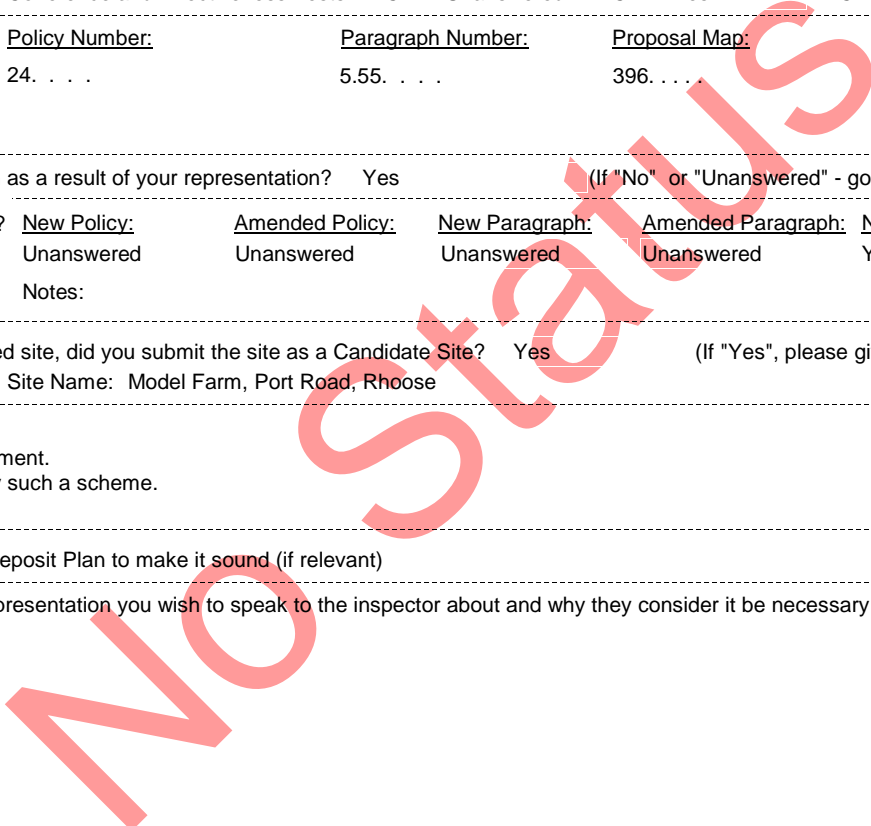 Policy Number: Paragraph Number: Proposal Map:
24. . . . 5.55. . . . 396. . . . .
as a result of your representation? Yes (If "No" or "Unanswered" - go
? New Policy: Amended Policy: New Paragraph: Amended Paragraph: N
Unanswered Unanswered Unanswered Unanswered Y
Notes:
ed site, did you submit the site as a Candidate Site? Yes (If "Yes", please gi
Site Name: Model Farm, Port Road, Rhoose
ment.
such a scheme.
eposit Plan to make it sound (if relevant)
presentation you wish to speak to the inspector about and why they consider it be necessary
No Status